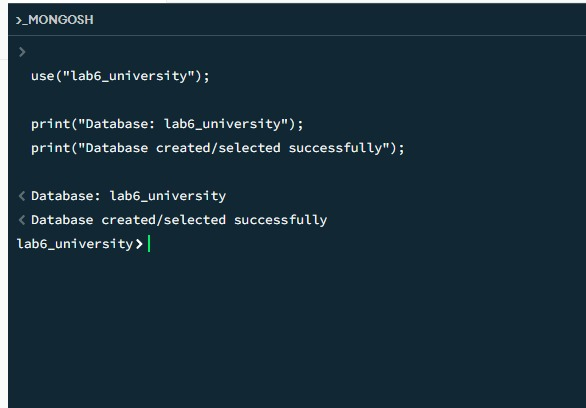 >_MONGOSH
>
use("lab6_university");
print("Database: lab6_university");
print("Database created/selected successfully");
< Database: lab6_university
< Database created/selected successfully
lab6_university>